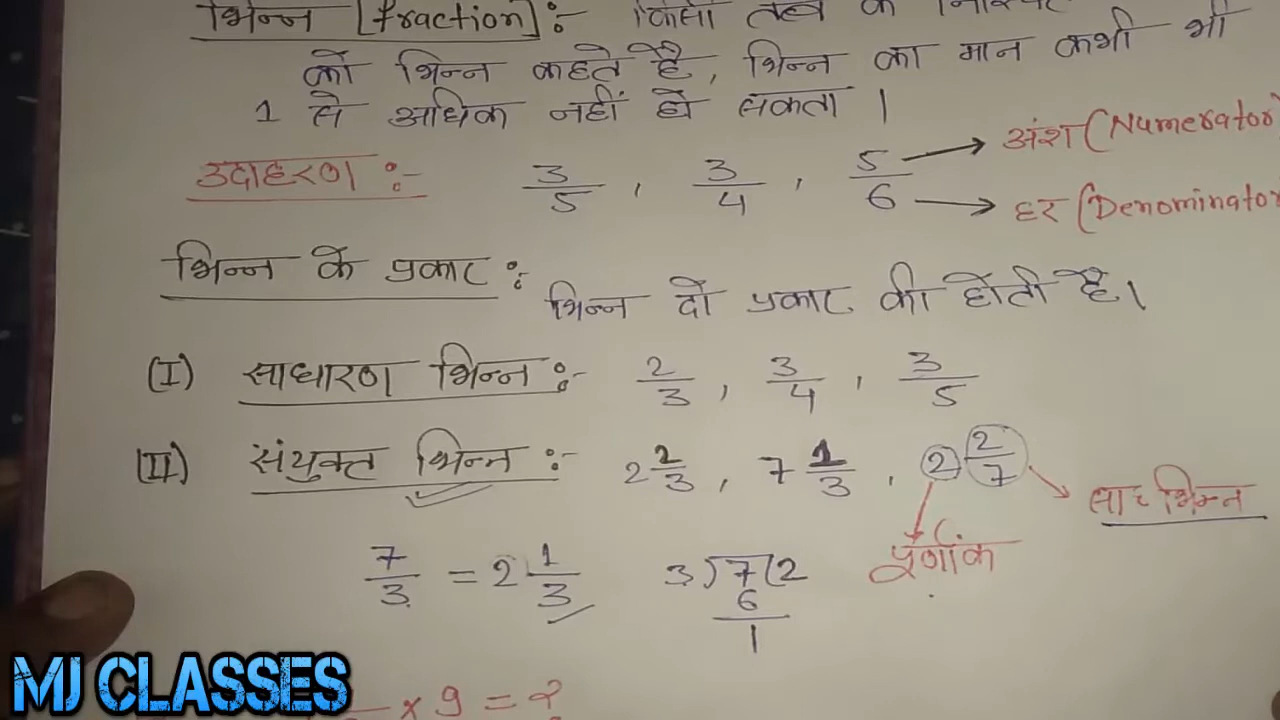 भिन्न [fraction] :- किसी
को भिन्न कहते है, भिन्न का मान कभी भी
1 से अधिक नहीं हो सकता ।
उदाहरण :- 3/5 , 3/4 , 5/6 → अंश (Numerator)
→ हर (Denominator
भिन्न के प्रकार :
भिन्न दो प्रकार की होती है।
(I) साधारण भिन्न :- 2/3 , 3/4 , 3/5
(II) संयुक्त भिन्न :- 2 2/3 , 7 1/3 , 2 2/7
सा० भिन्न
पूर्णांक
7/3 = 2 1/3 3)7(2
6
1
× 9 = ?
MJ CLASSES